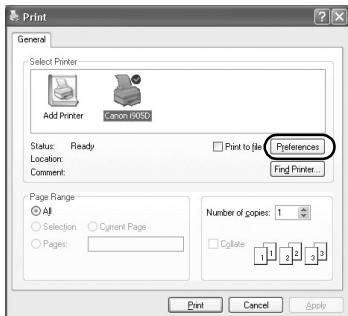 Print
General
Select Printer
Add Printer
Canon i905D
Status: Ready
Location:
Comment:
Print to file
Preferences
Find Printer...
Page Range
All
Selection
Current Page
Pages:
Number of copies: 1
Collate
1 1 2 2 3 3
Print
Cancel
Apply